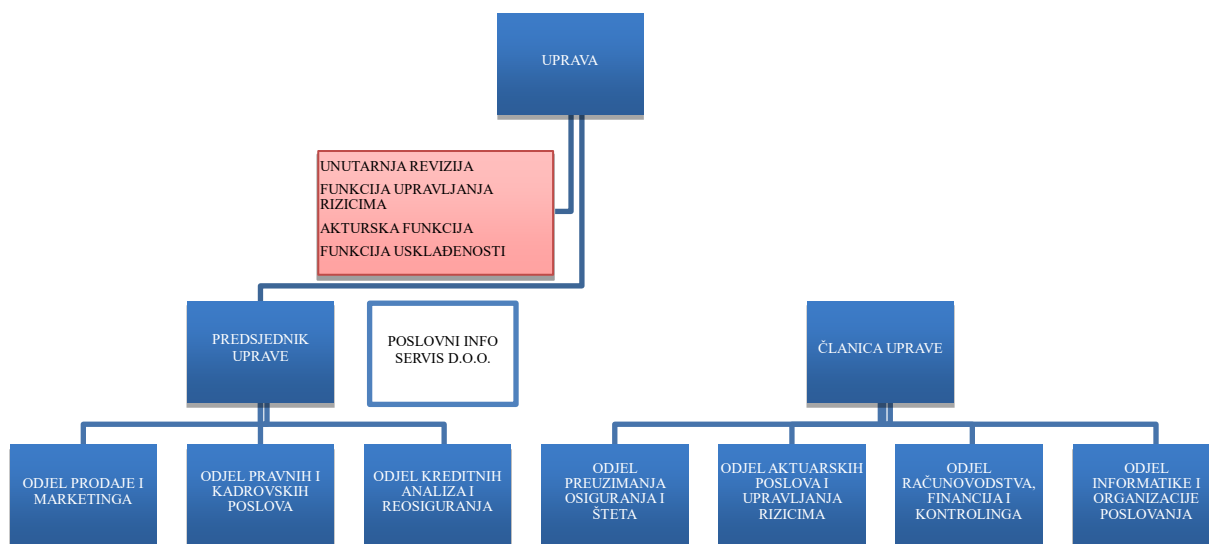 UPRAVA
UNUTARNJA REVIZIJA
FUNKCIJA UPRAVLJANJA
RIZICIMA
AKTURSKA FUNKCIJA
FUNKCIJA USKLAĐENOSTI
PREDSJEDNIK
UPRAVE
POSLOVNI INFO
SERVIS D.O.O.
ČLANICA UPRAVE
ODJEL PRODAJE I
MARKETINGA
ODJEL PRAVNIH I
KADROVSKIH
POSLOVA
ODJEL KREDITNIH
ANALIZA I
REOSIGURANJA
ODJEL
PREUZIMANJA
OSIGURANJA I
ŠTETA
ODJEL AKTUARSKIH
POSLOVA I
UPRAVLJANJA
RIZICIMA
ODJEL
RAČUNOVODSTVA,
FINANCIJA I
KONTROLINGA
ODJEL
INFORMATIKE I
ORGANIZACIJE
POSLOVANJA